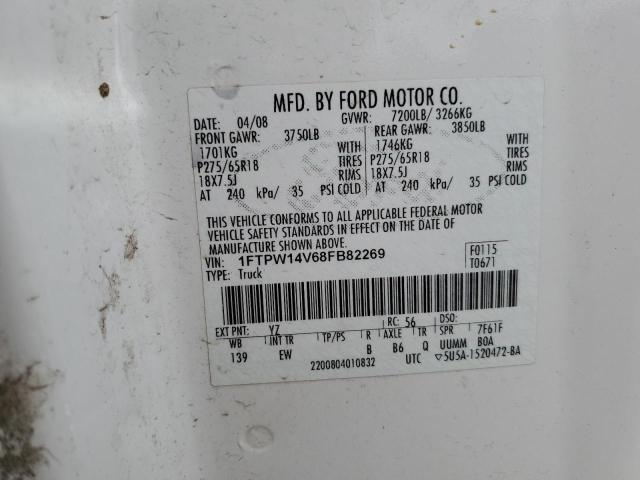 MFD. BY FORD MOTOR CO.
DATE: 04/08 GVWR: 7200LB/ 3266KG
FRONT GAWR: 3750LB REAR GAWR: 3850LB
1701KG WITH 1746KG WITH
P275/65R18 TIRES P275/65R18 TIRES
18X7.5J RIMS 18X7.5J RIMS
AT 240 kPa/ 35 PSI COLD AT 240 kPa/ 35 PSI COLD
THIS VEHICLE CONFORMS TO ALL APPLICABLE FEDERAL MOTOR
VEHICLE SAFETY STANDARDS IN EFFECT ON THE DATE OF
MANUFACTURE SHOWN ABOVE.
VIN: 1FTPW14V68FB82269 F0115
TYPE: Truck T0671
EXT PNT: YZ RC: 56 DSO:
WB INT TR TP/PS R AXLE TR SPR 7F61F
139 EW B B6 Q UUMM BOA
2200804010832 UTC ▽5U5A-1520472-BA